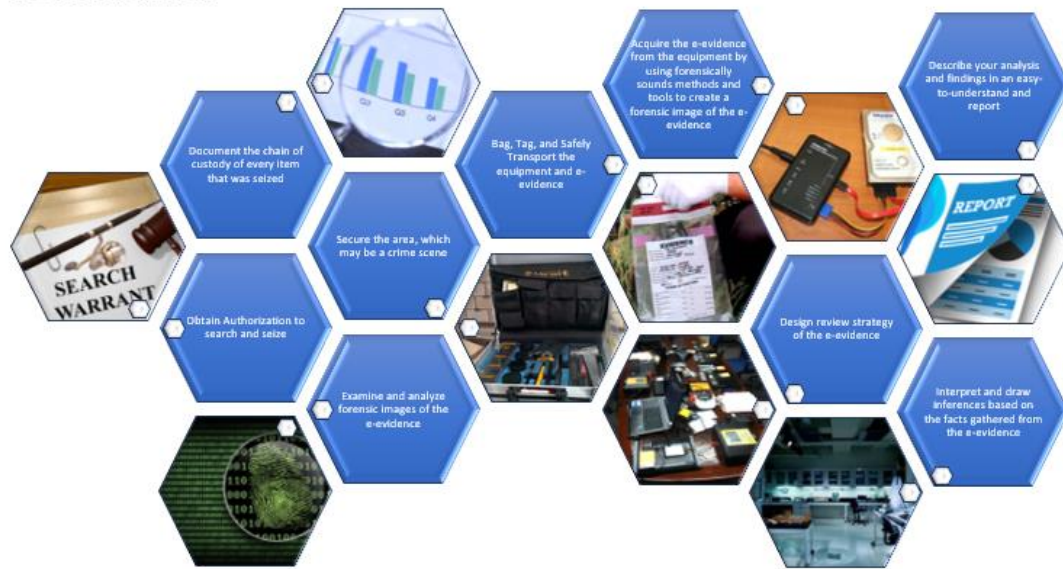 Document the chain of
custody of every item
that was seized
Acquire the e-evidence
from the equipment by
using forensically
sounds methods and
tools to create a
forensic image of the e-
evidence
Describe your analysis
and findings in an easy-
to-understand and
report
Bag, Tag, and Safely
Transport the
equipment and e-
evidence
Secure the area, which
may be a crime scene
SEARCH
WARRANT
REPORT
Obtain Authorization to
search and seize
Design review strategy
of the e-evidence
Examine and analyze
forensic images of the
e-evidence
Interpret and draw
inferences based on
the facts gathered from
the e-evidence
Q2
Q3
Q4